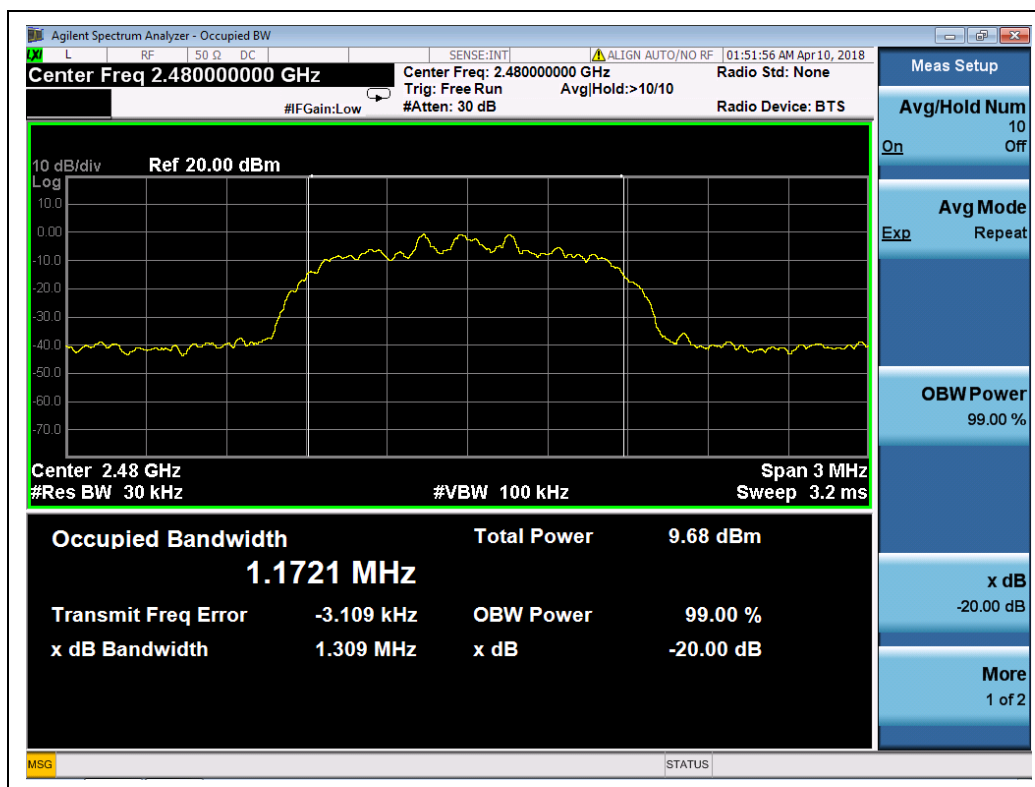 Agilent Spectrum Analyzer - Occupied BW
LXI L RF 50 Ω DC SENSE:INT ALIGN AUTO/NO RF 01:51:56 AM Apr 10, 2018
Center Freq 2.480000000 GHz
Center Freq: 2.480000000 GHz Radio Std: None
Trig: Free Run Avg|Hold:>10/10
#IFGain:Low #Atten: 30 dB Radio Device: BTS
10 dB/div Ref 20.00 dBm
Log
10.0
0.00
-10.0
-20.0
-30.0
-40.0
-50.0
-60.0
-70.0
Center 2.48 GHz Span 3 MHz
#Res BW 30 kHz #VBW 100 kHz Sweep 3.2 ms
Occupied Bandwidth Total Power 9.68 dBm
1.1721 MHz
Transmit Freq Error -3.109 kHz OBW Power 99.00 %
x dB Bandwidth 1.309 MHz x dB -20.00 dB
Meas Setup
Avg/Hold Num
10
On Off
Avg Mode
Exp Repeat
OBW Power
99.00 %
x dB
-20.00 dB
More
1 of 2
MSG STATUS